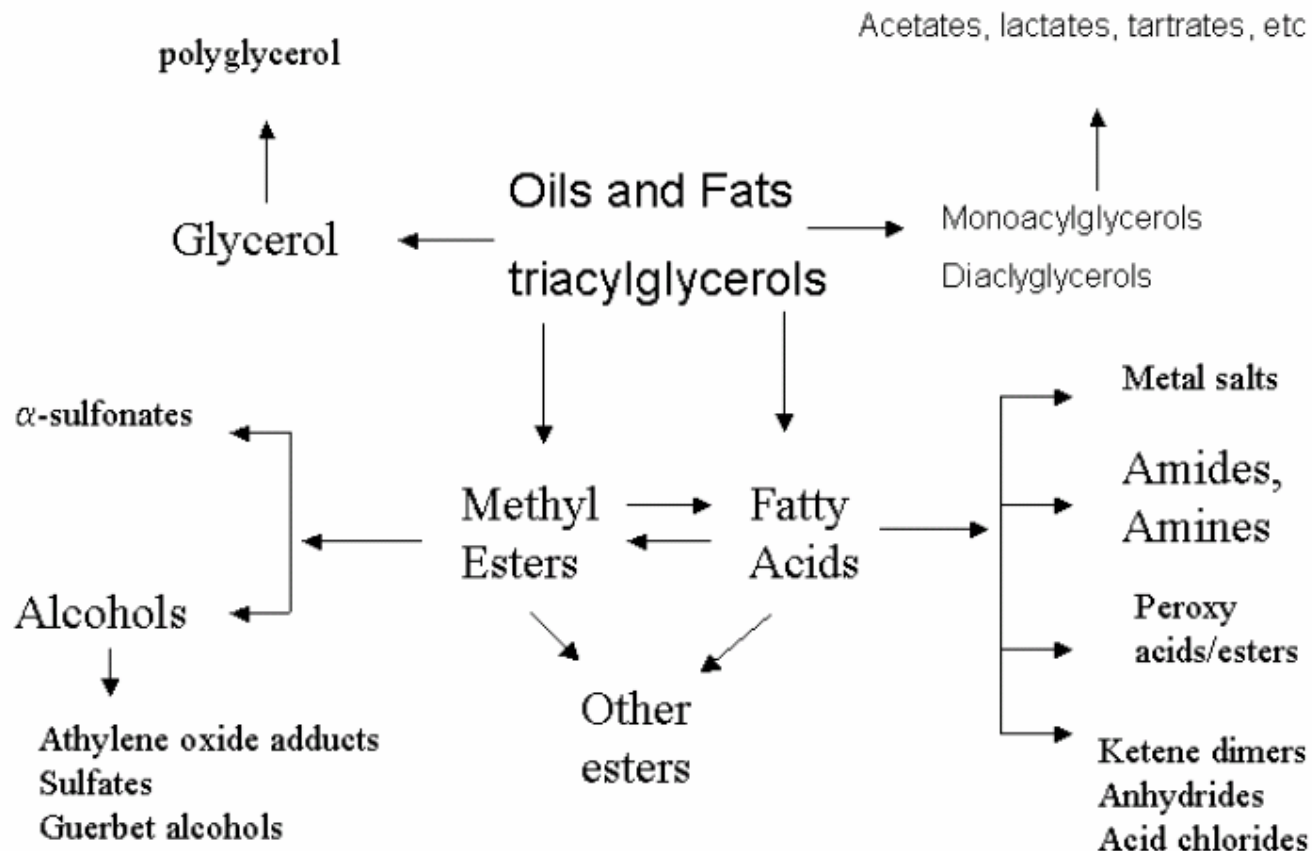 Acetates, lactates, tartrates, etc
polyglycerol
Oils and Fats
triacylglycerols
Glycerol
Monoacylglycerols
Diaclyglycerols
α-sulfonates
Methyl
Esters
Fatty
Acids
Metal salts
Amides,
Amines
Peroxy
acids/esters
Alcohols
Other
esters
Athylene oxide adducts
Sulfates
Guerbet alcohols
Ketene dimers
Anhydrides
Acid chlorides